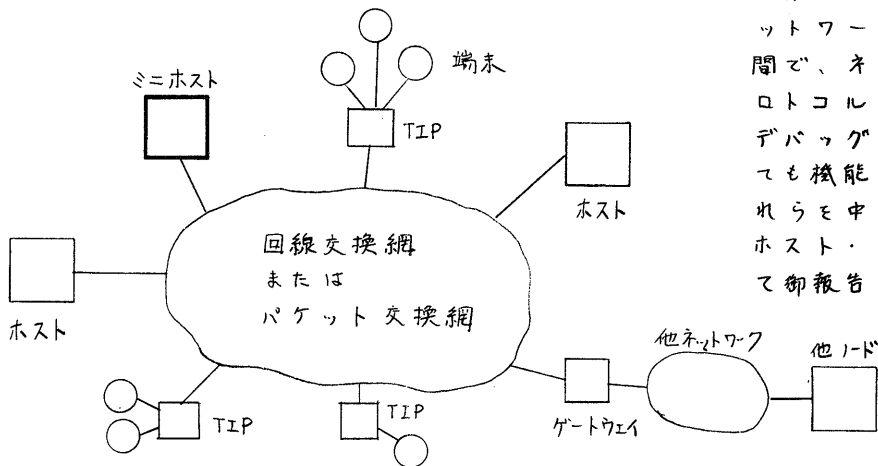 端末
ミニホスト
TIP
ホスト
回線交換網
または
パケット交換網
ホスト
他ネットワーク
他ノード
ゲートウェイ
TIP
TIP
ットワー
間で、ネ
ロトコル
デバッグ
ても機能
れらを中
ホスト・
て御報告